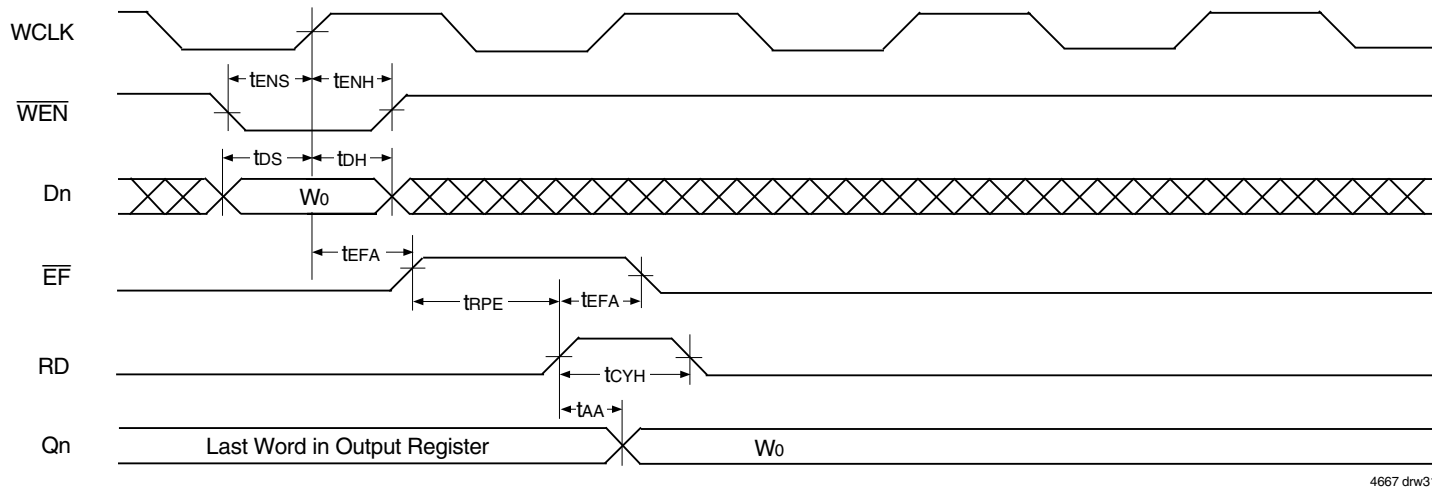 WCLK
tENS
tENH
WEN
tDS
tDH
Dn
W0
tEFA
EF
tRPE
tEFA
RD
tCYH
tAA
Qn
Last Word in Output Register
W0
4667 drw31